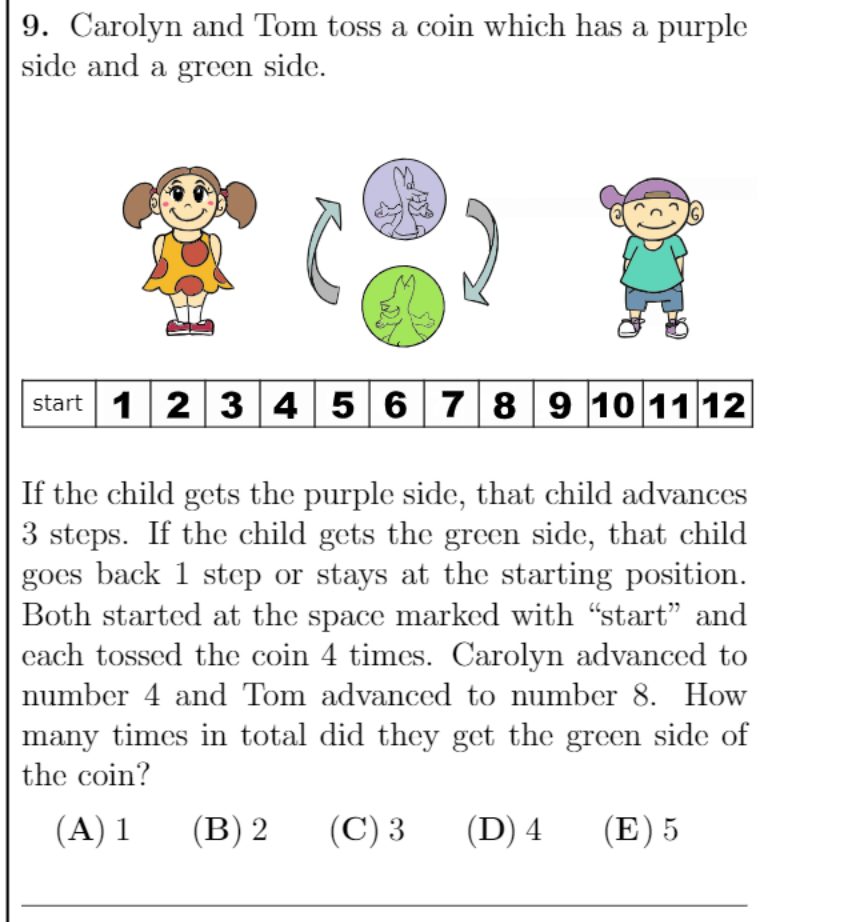 9. Carolyn and Tom toss a coin which has a purple
side and a green side.
start 1 2 3 4 5 6 7 8 9 10 11 12
If the child gets the purple side, that child advances
3 steps. If the child gets the green side, that child
goes back 1 step or stays at the starting position.
Both started at the space marked with “start” and
each tossed the coin 4 times. Carolyn advanced to
number 4 and Tom advanced to number 8. How
many times in total did they get the green side of
the coin?
(A) 1 (B) 2 (C) 3 (D) 4 (E) 5